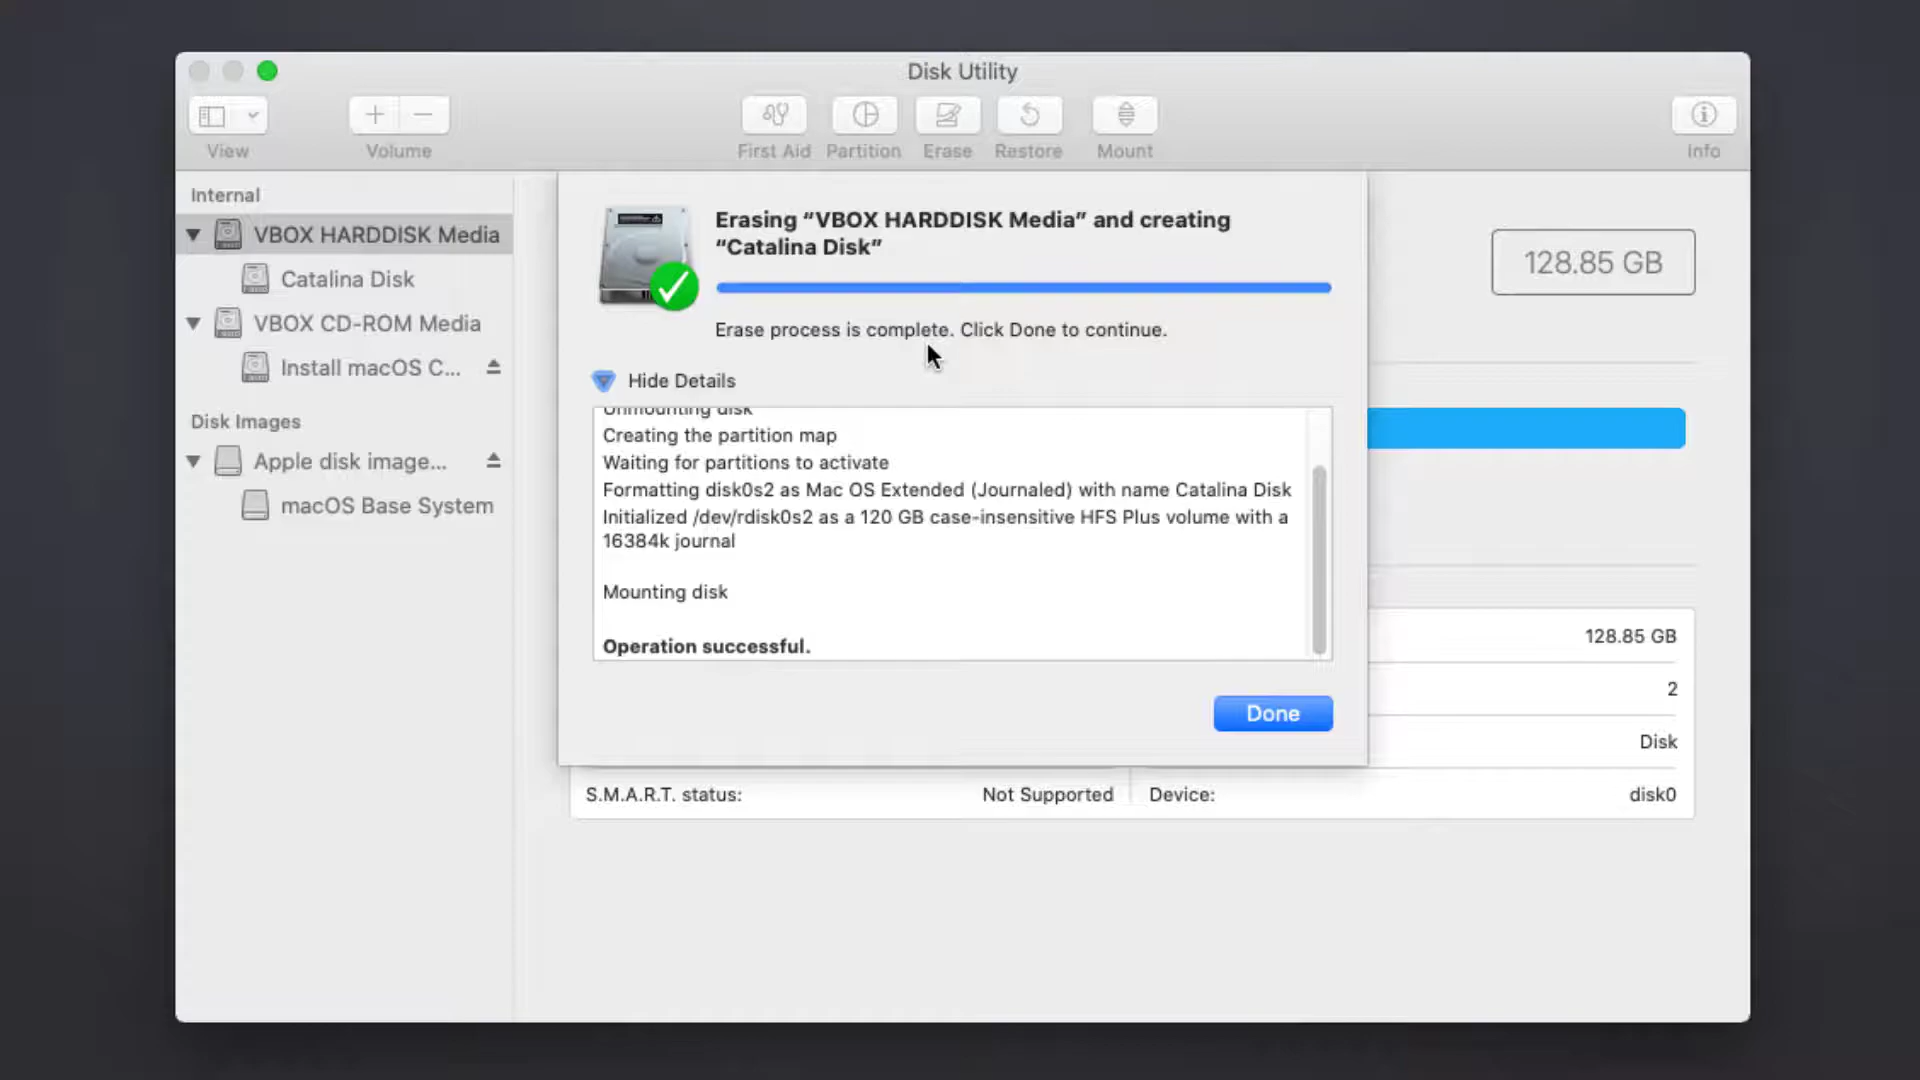 Disk Utility
View
Volume
First Aid
Partition
Erase
Restore
Mount
Info
Internal
VBOX HARDDISK Media
Catalina Disk
VBOX CD-ROM Media
Install macOS C...
Disk Images
Apple disk image...
macOS Base System
Erasing “VBOX HARDDISK Media” and creating
“Catalina Disk”
Erase process is complete. Click Done to continue.
Hide Details
Unmounting disk
Creating the partition map
Waiting for partitions to activate
Formatting disk0s2 as Mac OS Extended (Journaled) with name Catalina Disk
Initialized /dev/rdisk0s2 as a 120 GB case-insensitive HFS Plus volume with a
16384k journal
Mounting disk
Operation successful.
Done
128.85 GB
128.85 GB
2
Disk
S.M.A.R.T. status: Not Supported
Device: disk0